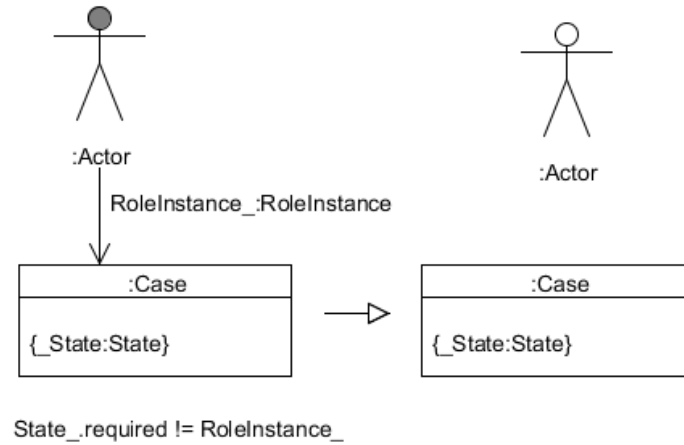 :Actor
:Actor
RoleInstance_:RoleInstance
:Case
:Case
{_State:State}
{_State:State}
State_.required != RoleInstance_